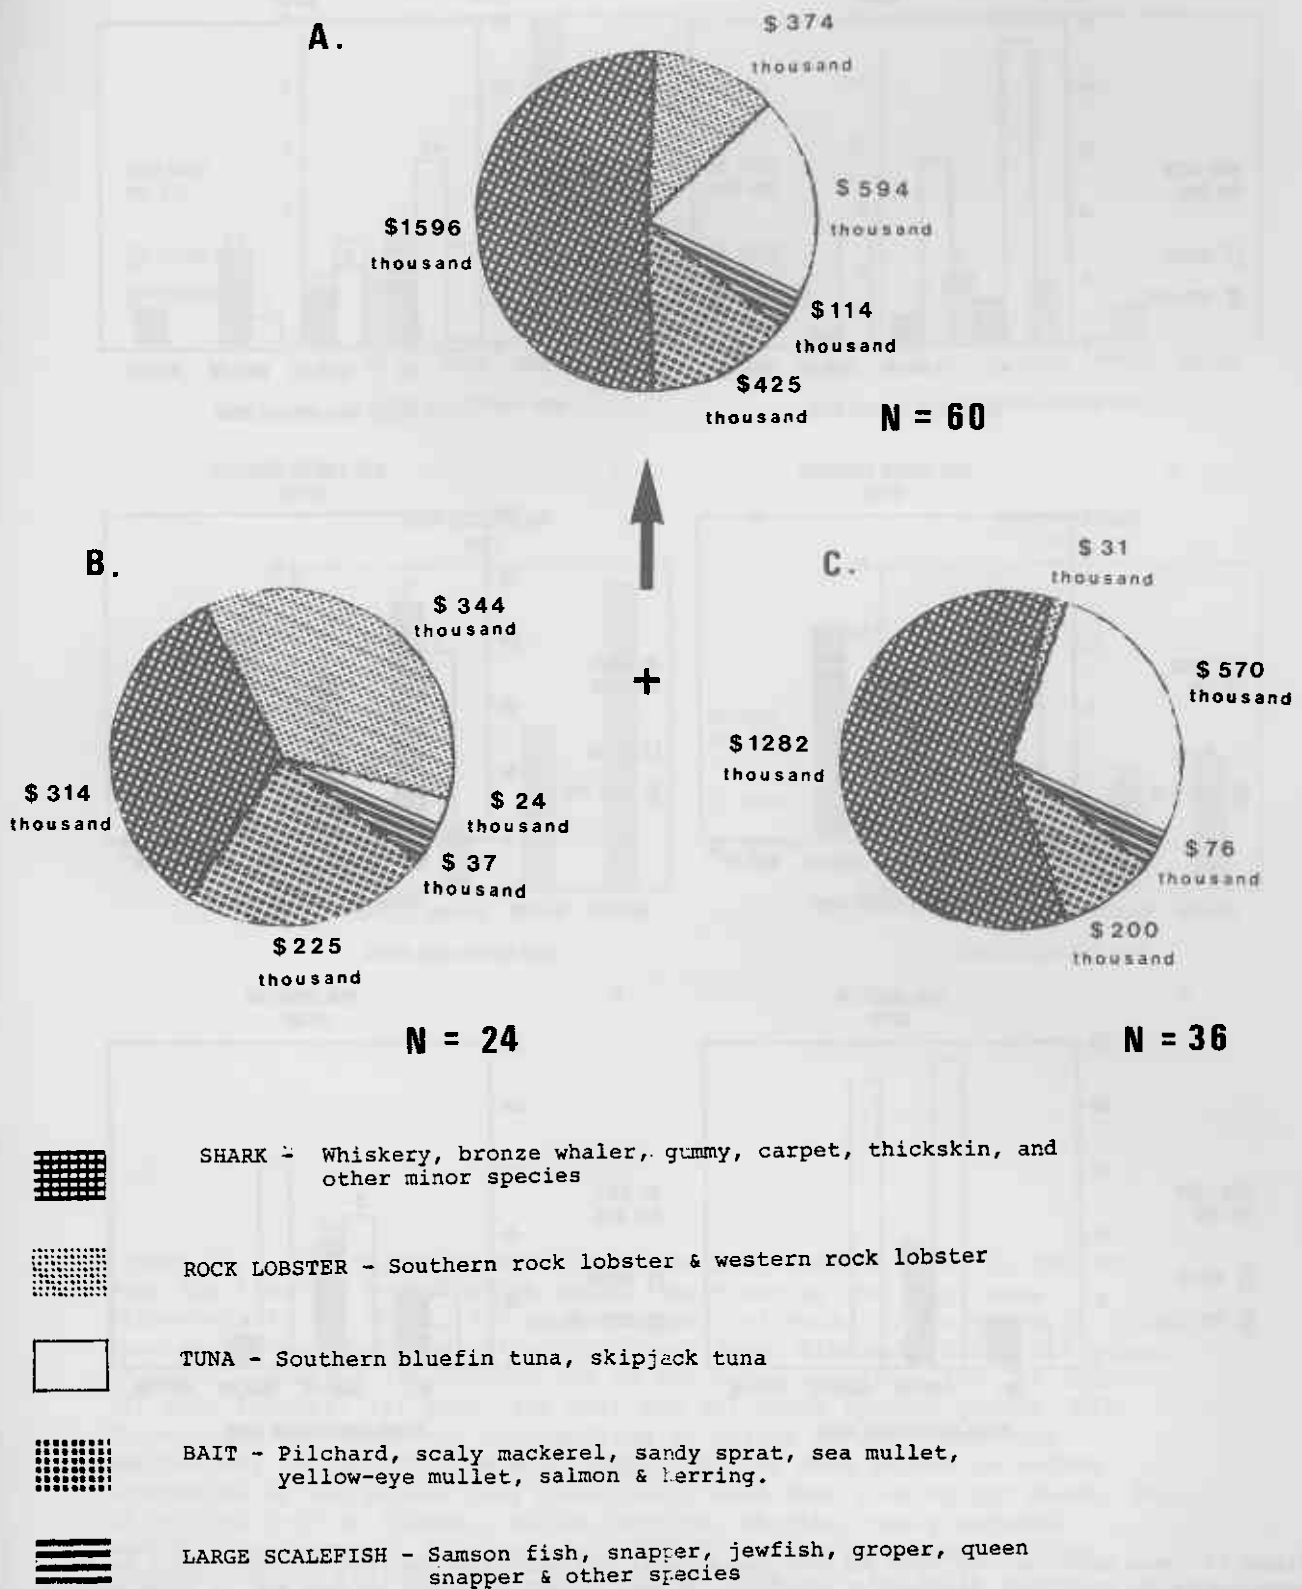 A.
$ 374
thousand
$ 594
thousand
$1596
thousand
$114
thousand
$425
thousand
N = 60
B.
C.
$ 31
thousand
$ 344
thousand
+
$ 570
thousand
$1282
thousand
$ 314
thousand
$ 24
thousand
$ 37
thousand
$ 76
thousand
$ 225
thousand
$ 200
thousand
N = 24
N = 36
SHARK - Whiskery, bronze whaler, gummy, carpet, thickskin, and
other minor species
ROCK LOBSTER - Southern rock lobster & western rock lobster
TUNA - Southern bluefin tuna, skipjack tuna
BAIT - Pilchard, scaly mackerel, sandy sprat, sea mullet,
yellow-eye mullet, salmon & herring.
LARGE SCALEFISH - Samson fish, snapper, jewfish, groper, queen
snapper & other species